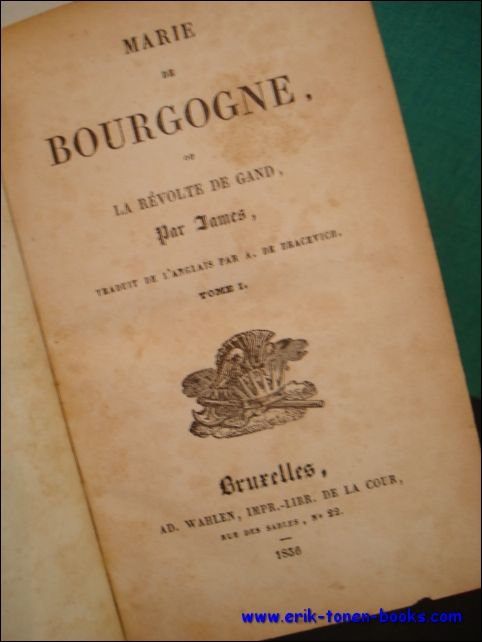 MARIE
DE
BOURGOGNE,
OU
LA RÉVOLTE DE GAND,
Par James,
TRADUIT DE L'ANGLAIS PAR A. DE BRACEVICH.
TOME I.
Bruxelles,
AD. WAHLEN, IMPR.-LIBR. DE LA COUR,
RUE DES SABLES, No 22.
1836
www.erik-tonen-books.com